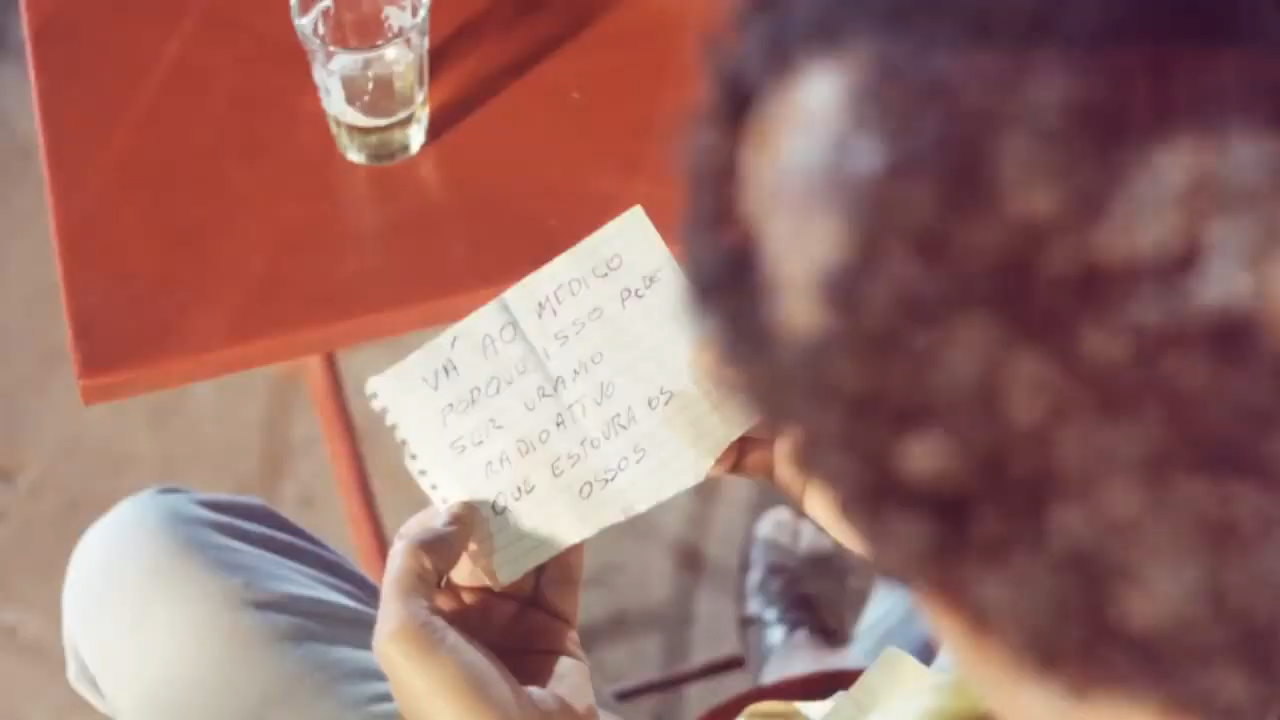 VÁ AO MEDICO
PORQUE ISSO PODE
SER URANIO
RADIOATIVO
QUE ESTOURA OS
OSSOS